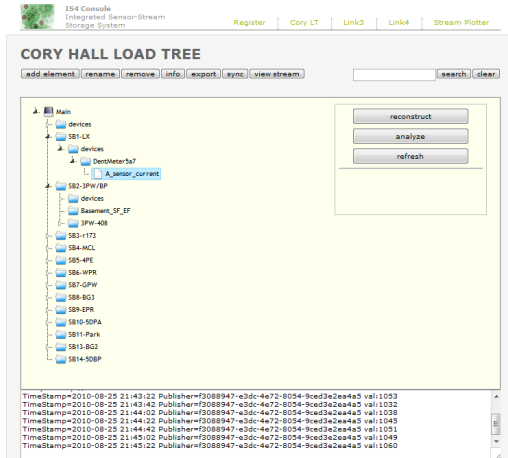 IS4 Console
Integrated Sensor-Stream
Storage System
Register
Cory LT
Link3
Link4
Stream Plotter
CORY HALL LOAD TREE
add element
rename
remove
info
export
sync
view stream
search
clear
Main
devices
SB1-LX
devices
DentMeter5a7
A_sensor_current
SB2-3PW/BP
devices
Basement_SF_EF
3PW-408
SB3-r173
SB4-MCL
SB5-4PE
SB6-WPR
SB7-GPW
SB8-BG3
SB9-EPR
SB10-5DPA
SB11-Park
SB13-BG2
SB14-5DBP
reconstruct
analyze
refresh
TimeStamp=2010-08-25 21:43:22 Publisher=f3088947-e3dc-4e72-8054-9ced3e2ea4a5 val:1053
TimeStamp=2010-08-25 21:43:42 Publisher=f3088947-e3dc-4e72-8054-9ced3e2ea4a5 val:1032
TimeStamp=2010-08-25 21:44:02 Publisher=f3088947-e3dc-4e72-8054-9ced3e2ea4a5 val:1038
TimeStamp=2010-08-25 21:44:22 Publisher=f3088947-e3dc-4e72-8054-9ced3e2ea4a5 val:1045
TimeStamp=2010-08-25 21:44:42 Publisher=f3088947-e3dc-4e72-8054-9ced3e2ea4a5 val:1051
TimeStamp=2010-08-25 21:45:02 Publisher=f3088947-e3dc-4e72-8054-9ced3e2ea4a5 val:1049
TimeStamp=2010-08-25 21:45:22 Publisher=f3088947-e3dc-4e72-8054-9ced3e2ea4a5 val:1060